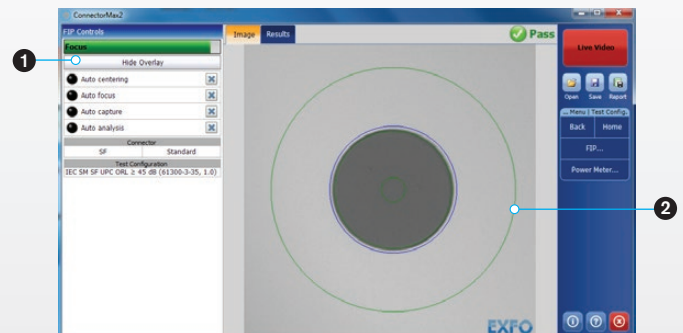 ConnectorMax2
FIP Controls
Focus
Hide Overlay
Auto centering
Auto focus
Auto capture
Auto analysis
Connector
SF Standard
Test Configuration
IEC SM SF UPC ORL ≥ 45 dB (61300-3-35, 1.0)
Image Results
Pass
EXFO
Live Video
Open Save Report
... Menu | Test Config.
Back Home
FIP...
Power Meter...
1
2